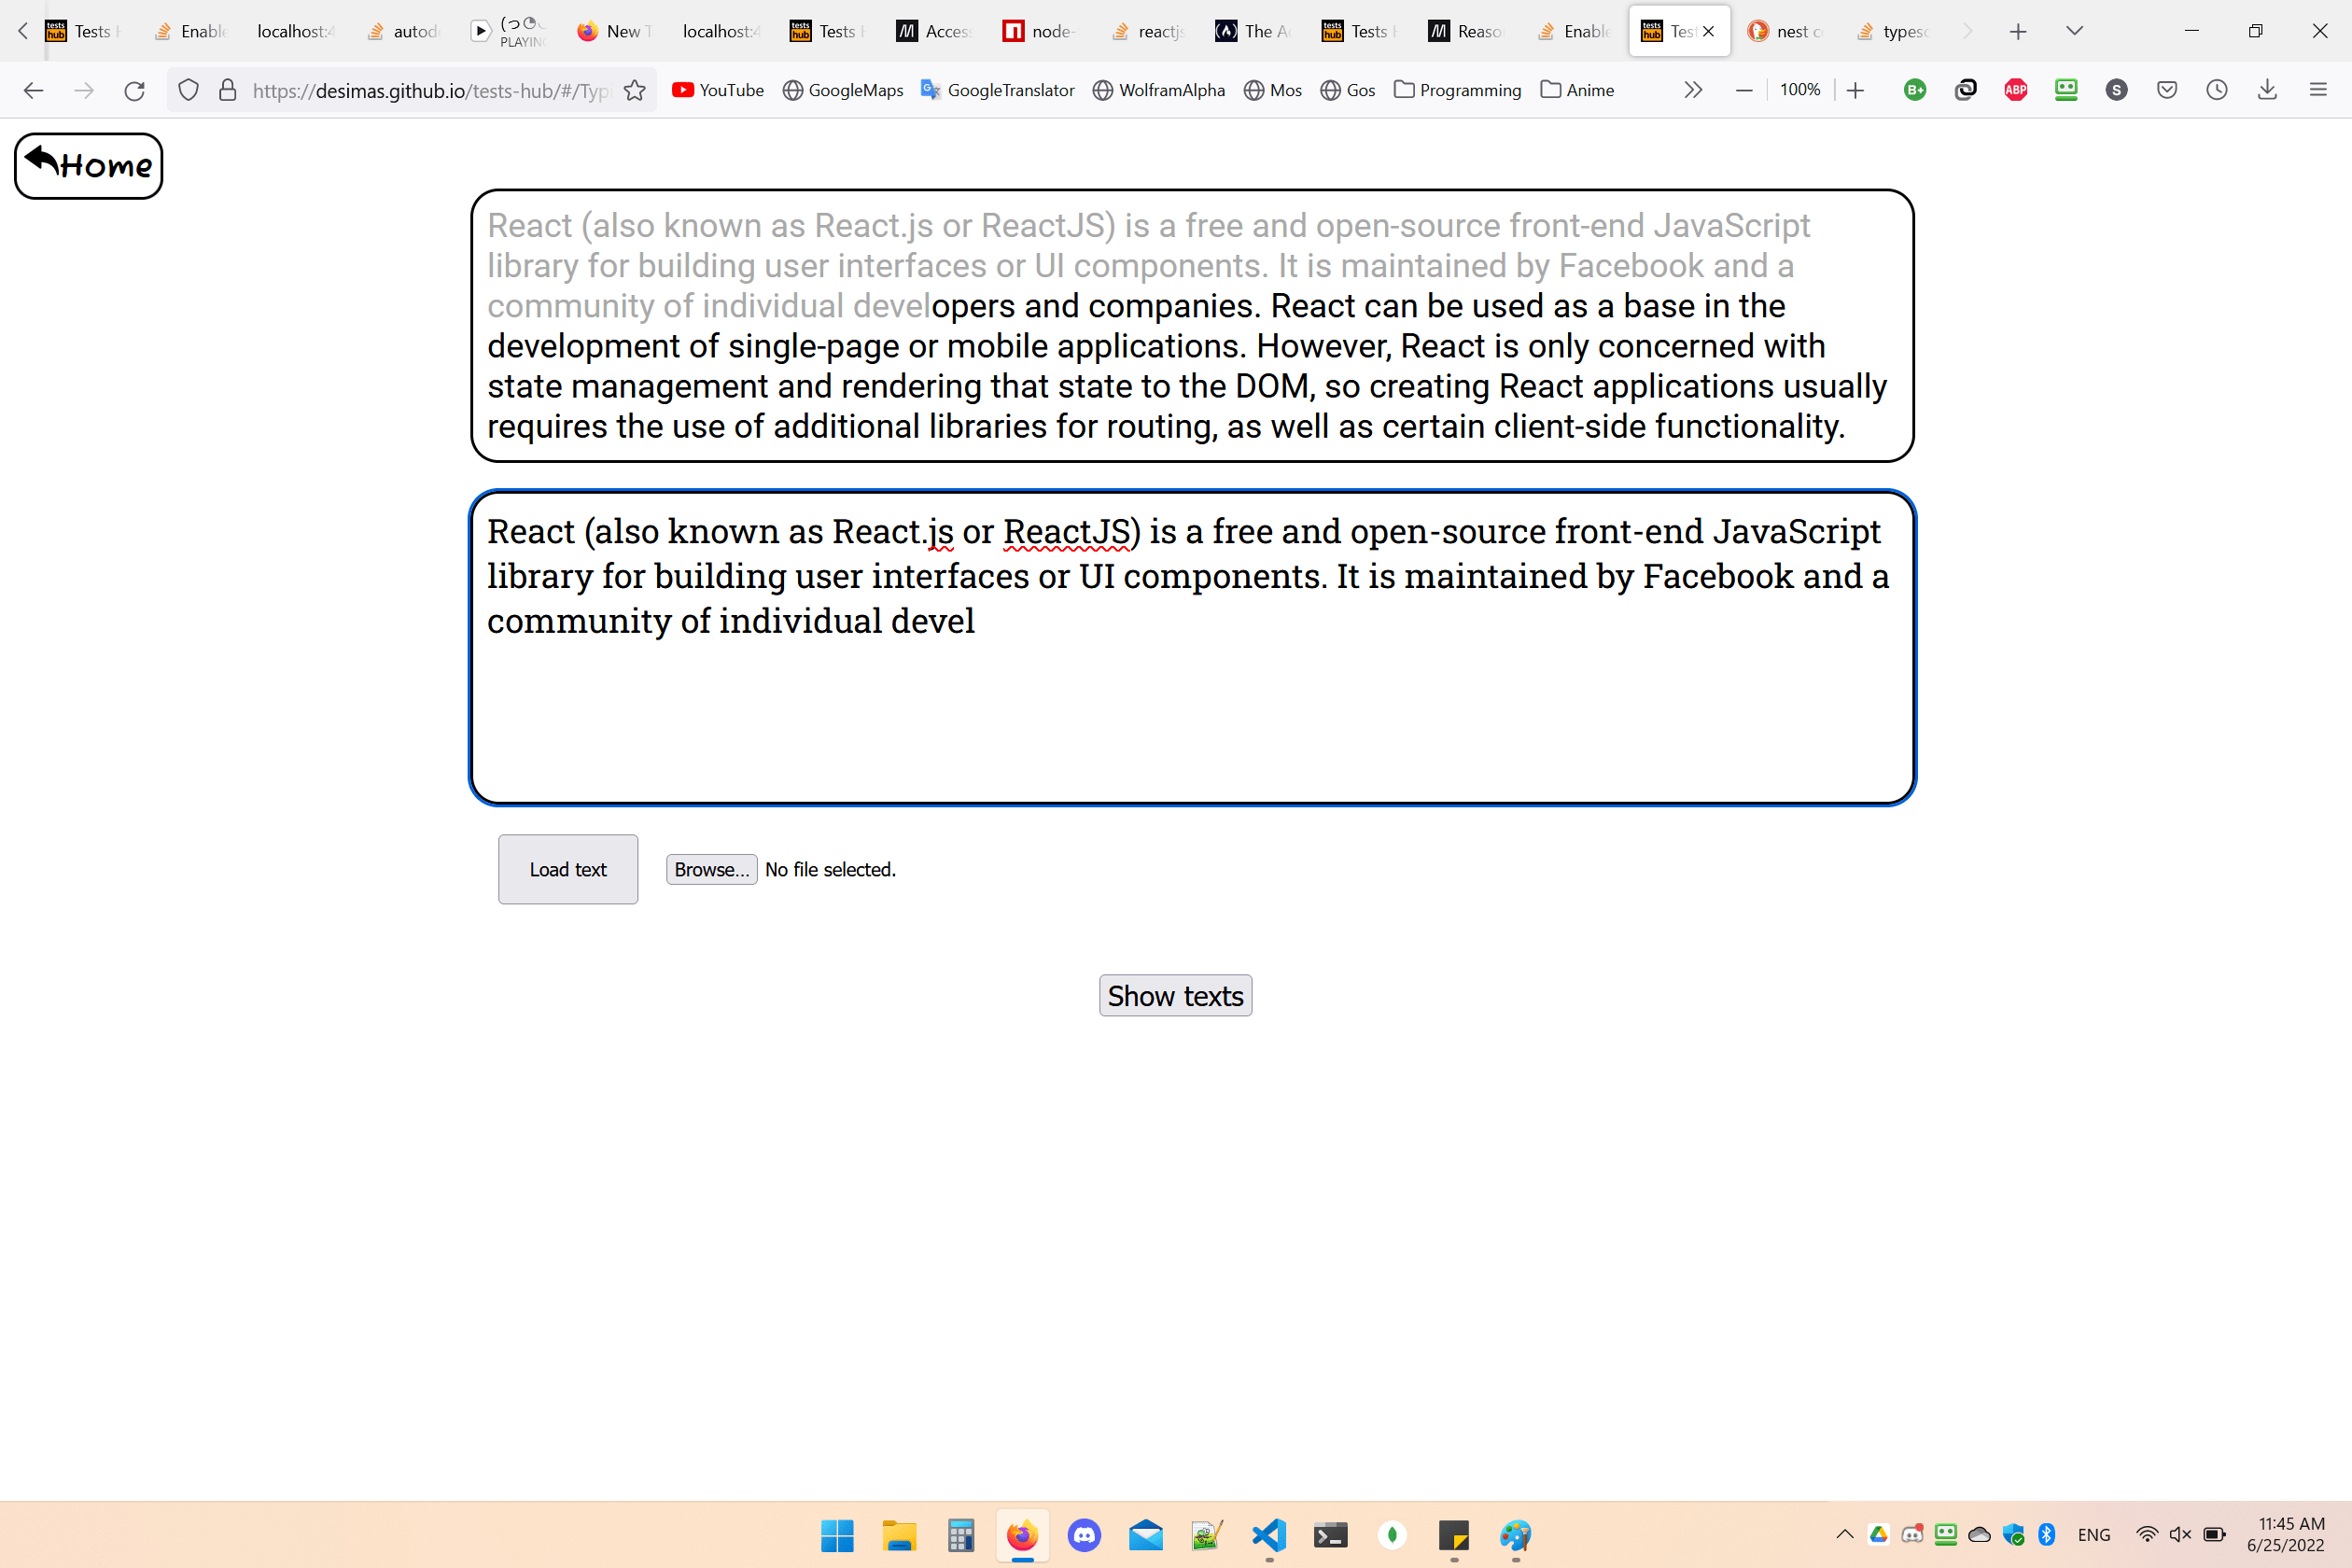 Tests
Enable
localhost:4
autod
PLAYING
New T
localhost:4
Tests
Access
node-
reactjs
The A
Tests
Reaso
Enable
Test
nest c
typesc
https://desimas.github.io/tests-hub/#/Typi
YouTube
GoogleMaps
GoogleTranslator
WolframAlpha
Mos
Gos
Programming
Anime
100%
ABP
Home
React (also known as React.js or ReactJS) is a free and open-source front-end JavaScript
library for building user interfaces or UI components. It is maintained by Facebook and a
community of individual developers and companies. React can be used as a base in the
development of single-page or mobile applications. However, React is only concerned with
state management and rendering that state to the DOM, so creating React applications usually
requires the use of additional libraries for routing, as well as certain client-side functionality.
React (also known as React.js or ReactJS) is a free and open-source front-end JavaScript
library for building user interfaces or UI components. It is maintained by Facebook and a
community of individual devel
Load text
Browse... No file selected.
Show texts
ENG
11:45 AM
6/25/2022